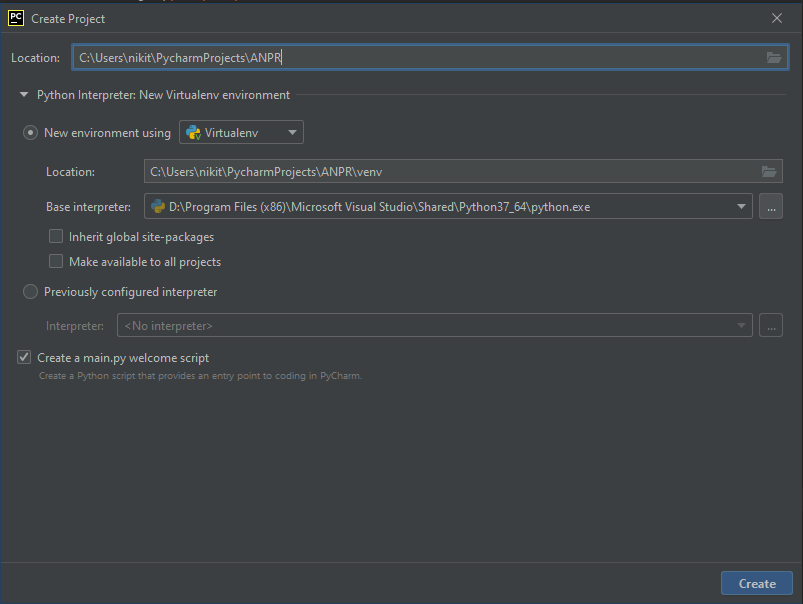 PC Create Project
Location: C:\Users\nikit\PycharmProjects\ANPR
Python Interpreter: New Virtualenv environment
New environment using Virtualenv
Location: C:\Users\nikit\PycharmProjects\ANPR\venv
Base interpreter: D:\Program Files (x86)\Microsoft Visual Studio\Shared\Python37_64\python.exe ...
Inherit global site-packages
Make available to all projects
Previously configured interpreter
Interpreter: <No interpreter> ...
Create a main.py welcome script
Create a Python script that provides an entry point to coding in PyCharm.
Create